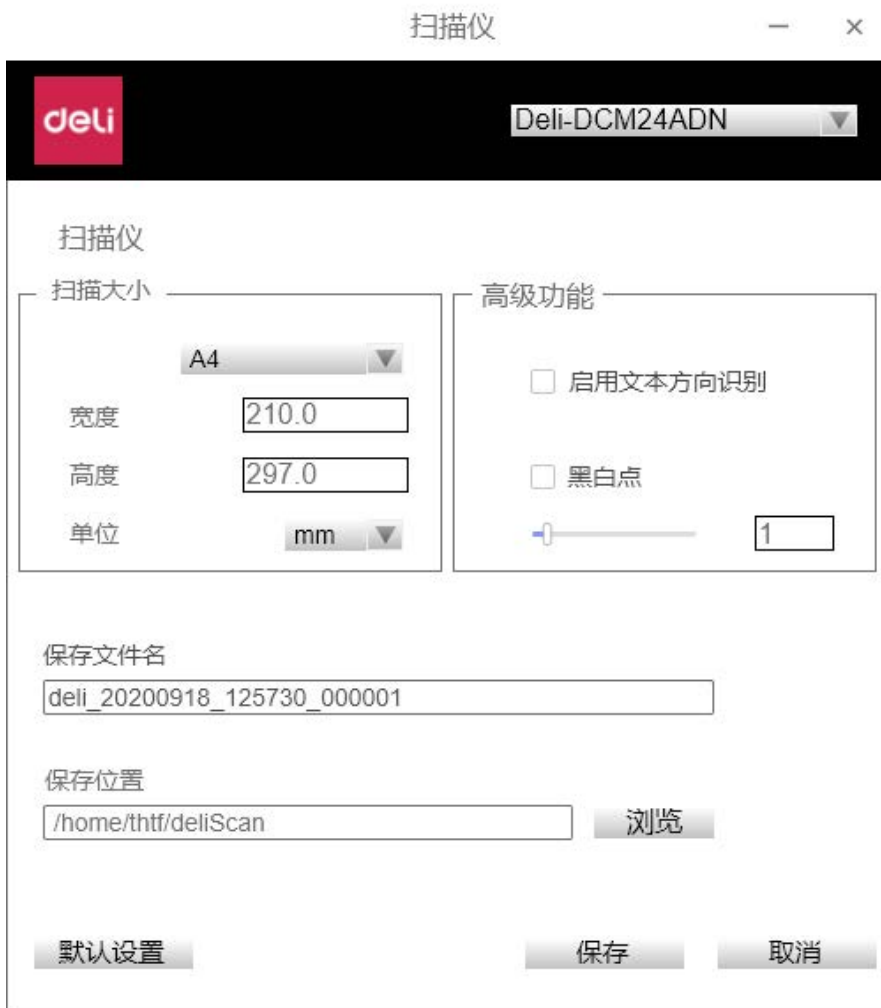 扫描仪
deli
Deli-DCM24ADN
扫描仪
扫描大小
A4
宽度 210.0
高度 297.0
单位 mm
高级功能
启用文本方向识别
黑白点
1
保存文件名
deli_20200918_125730_000001
保存位置
/home/thtf/deliScan 浏览
默认设置 保存 取消